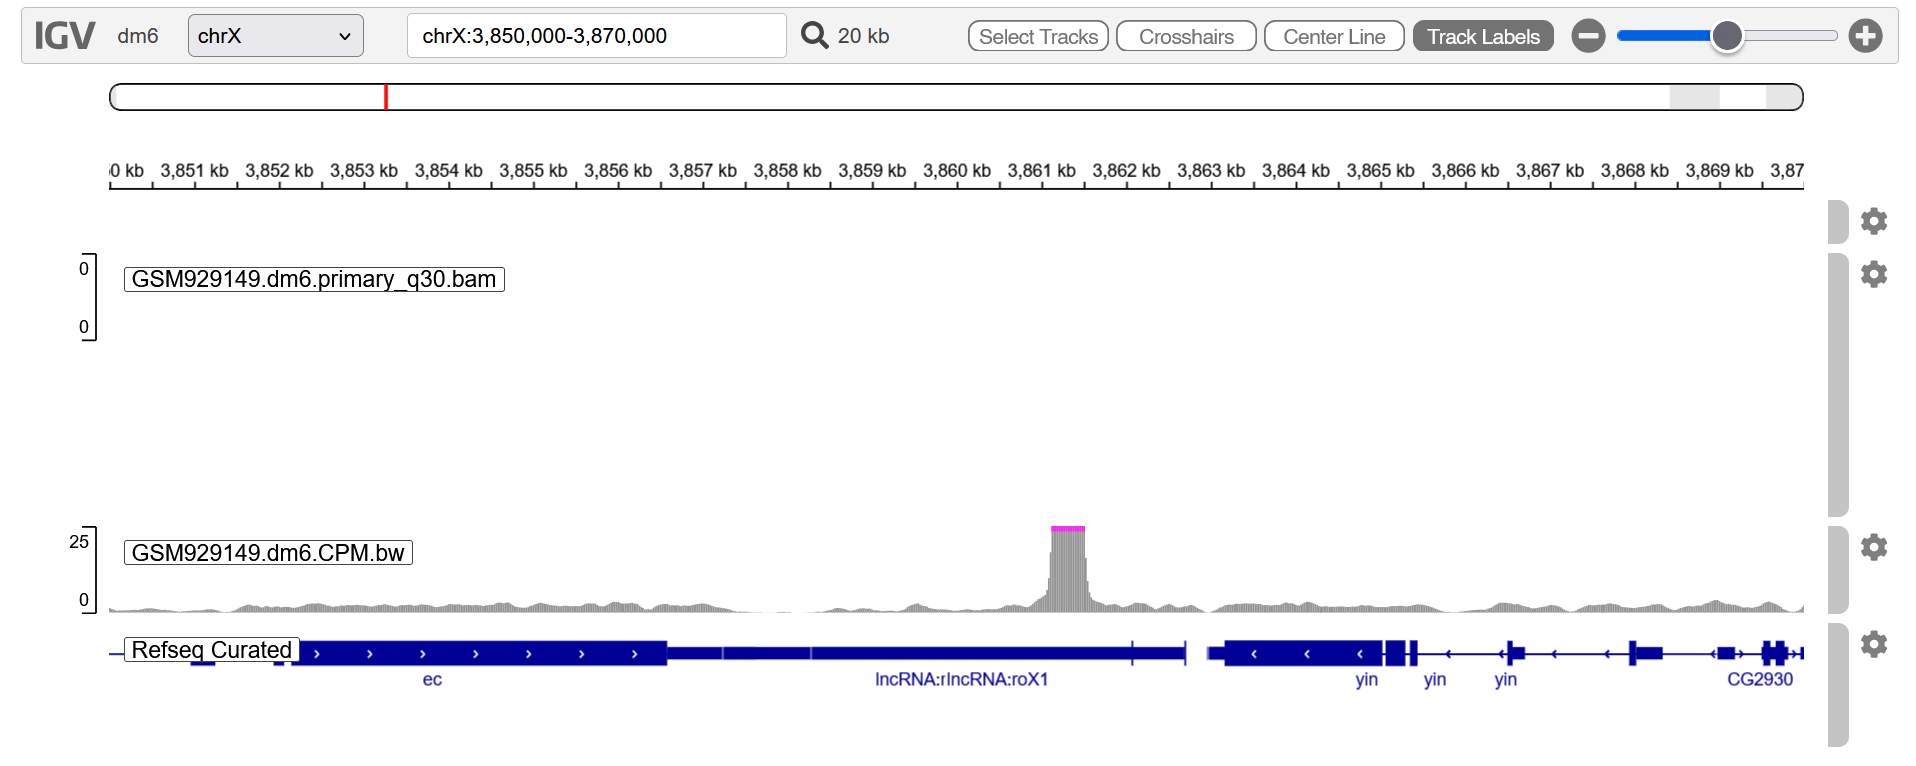 IGV dm6 chrX chrX:3,850,000-3,870,000 20 kb Select Tracks Crosshairs Center Line Track Labels
0 kb 3,851 kb 3,852 kb 3,853 kb 3,854 kb 3,855 kb 3,856 kb 3,857 kb 3,858 kb 3,859 kb 3,860 kb 3,861 kb 3,862 kb 3,863 kb 3,864 kb 3,865 kb 3,866 kb 3,867 kb 3,868 kb 3,869 kb 3,87
0
GSM929149.dm6.primary_q30.bam
0
25
GSM929149.dm6.CPM.bw
0
Refseq Curated
ec lncRNA:rlncRNA:roX1 yin yin yin CG2930